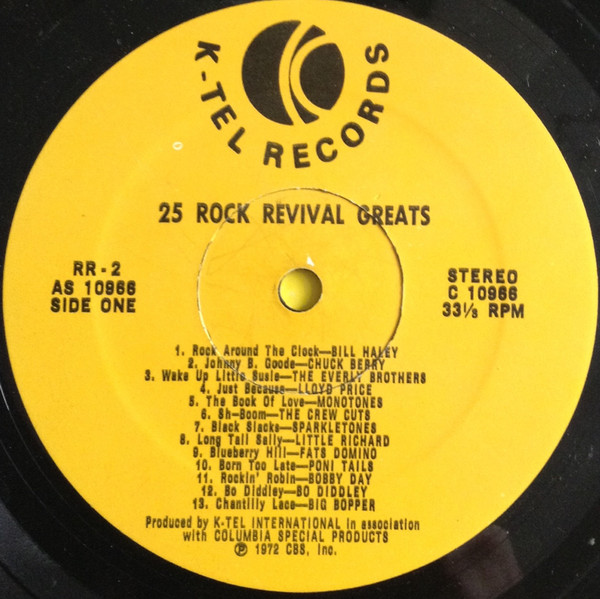 K-TEL RECORDS
25 ROCK REVIVAL GREATS
RR-2
AS 10966
SIDE ONE
STEREO
C 10966
33⅓ RPM
1. Rock Around The Clock—BILL HALEY
2. Johnny B. Goode—CHUCK BERRY
3. Wake Up Little Susie—THE EVERLY BROTHERS
4. Just Because—LLOYD PRICE
5. The Book Of Love—MONOTONES
6. Sh-Boom—THE CREW CUTS
7. Black Slacks—SPARKLETONES
8. Long Tall Sally—LITTLE RICHARD
9. Blueberry Hill—FATS DOMINO
10. Born Too Late—PONI TAILS
11. Rockin' Robin—BOBBY DAY
12. Bo Diddley—BO DIDDLEY
13. Chantilly Lace—BIG BOPPER
Produced by K-TEL INTERNATIONAL in association
with COLUMBIA SPECIAL PRODUCTS
℗ 1972 CBS, Inc.